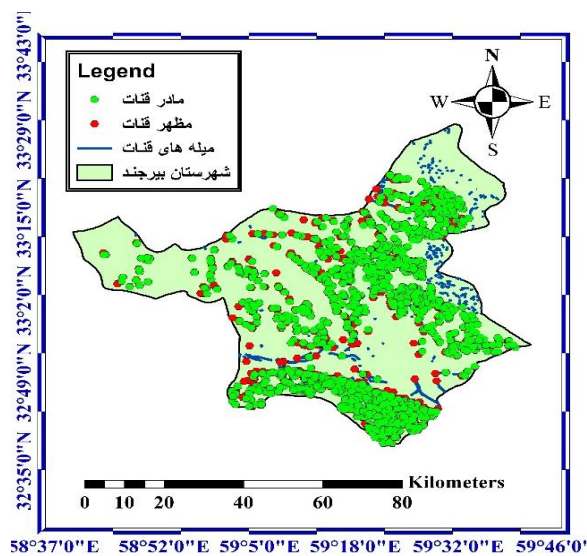 Legend
مادر قنات
مظهر قنات
میله های قنات
شهرستان بیرجند
N
W E
S
33°43'0"N
33°29'0"N
33°15'0"N
33°2'0"N
32°49'0"N
32°35'0"N
Kilometers
0 5 10 20 40 60 80
58°37'0"E 58°52'0"E 59°5'0"E 59°18'0"E 59°32'0"E 59°46'0"E